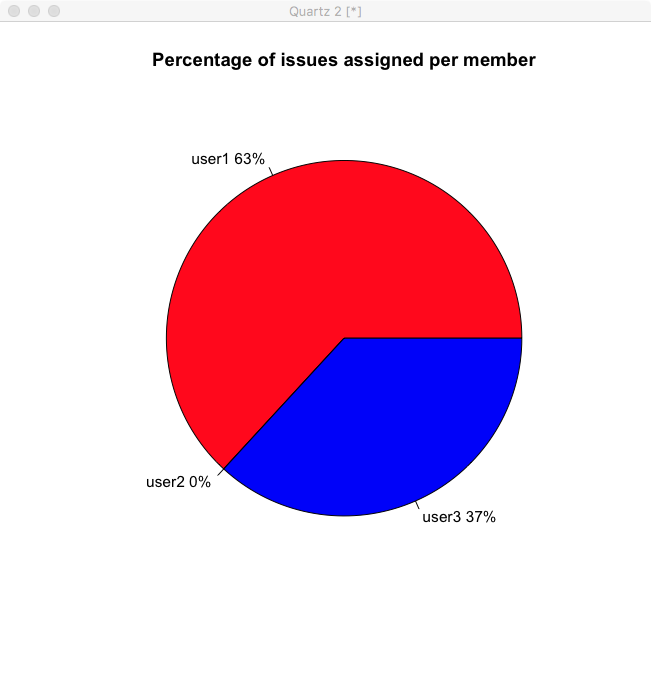 Quartz 2 [*]
Percentage of issues assigned per member
user1 63%
user2 0%
user3 37%